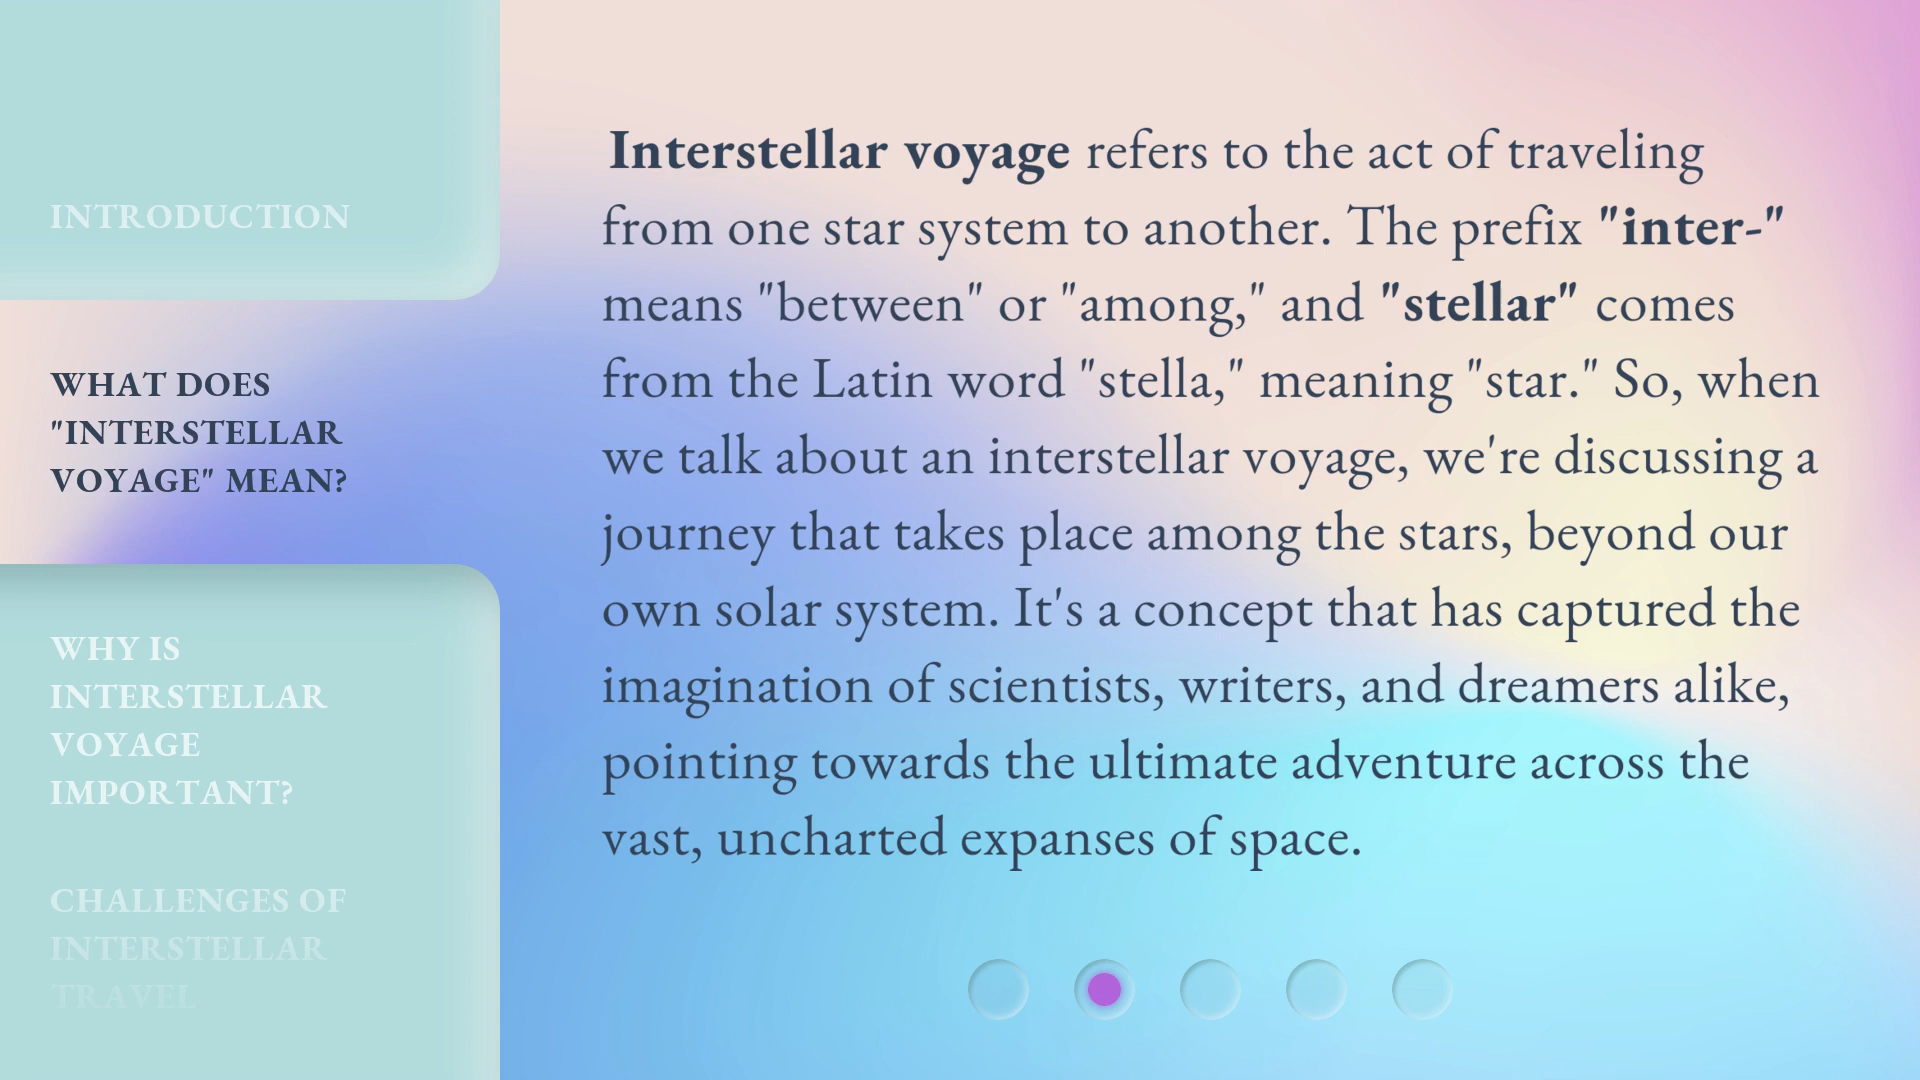 INTRODUCTION
WHAT DOES
"INTERSTELLAR
VOYAGE" MEAN?
WHY IS
INTERSTELLAR
VOYAGE
IMPORTANT?
CHALLENGES OF
INTERSTELLAR
TRAVEL
Interstellar voyage refers to the act of traveling
from one star system to another. The prefix "inter-"
means "between" or "among," and "stellar" comes
from the Latin word "stella," meaning "star." So, when
we talk about an interstellar voyage, we're discussing a
journey that takes place among the stars, beyond our
own solar system. It's a concept that has captured the
imagination of scientists, writers, and dreamers alike,
pointing towards the ultimate adventure across the
vast, uncharted expanses of space.